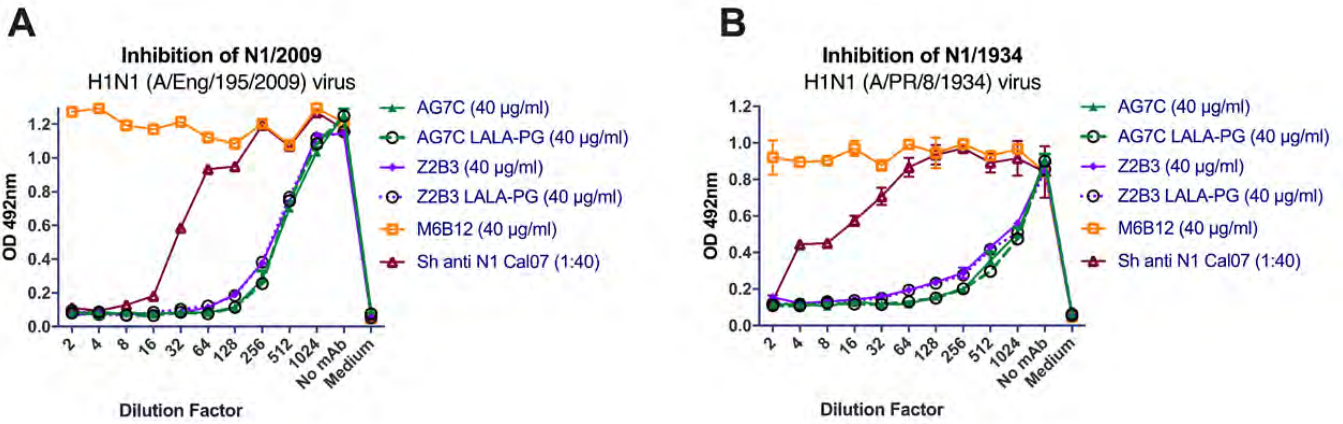 A
Inhibition of N1/2009
H1N1 (A/Eng/195/2009) virus
OD 492nm
1.2
1.0
0.8
0.6
0.4
0.2
0.0
2
4
8
16
32
64
128
256
512
1024
No mAb
Medium
Dilution Factor
AG7C (40 µg/ml)
AG7C LALA-PG (40 µg/ml)
Z2B3 (40 µg/ml)
Z2B3 LALA-PG (40 µg/ml)
M6B12 (40 µg/ml)
Sh anti N1 Cal07 (1:40)
B
Inhibition of N1/1934
H1N1 (A/PR/8/1934) virus
OD 492nm
1.2
1.0
0.8
0.6
0.4
0.2
0.0
2
4
8
16
32
64
128
256
512
1024
No mAb
Medium
Dilution Factor
AG7C (40 µg/ml)
AG7C LALA-PG (40 µg/ml)
Z2B3 (40 µg/ml)
Z2B3 LALA-PG (40 µg/ml)
M6B12 (40 µg/ml)
Sh anti N1 Cal07 (1:40)